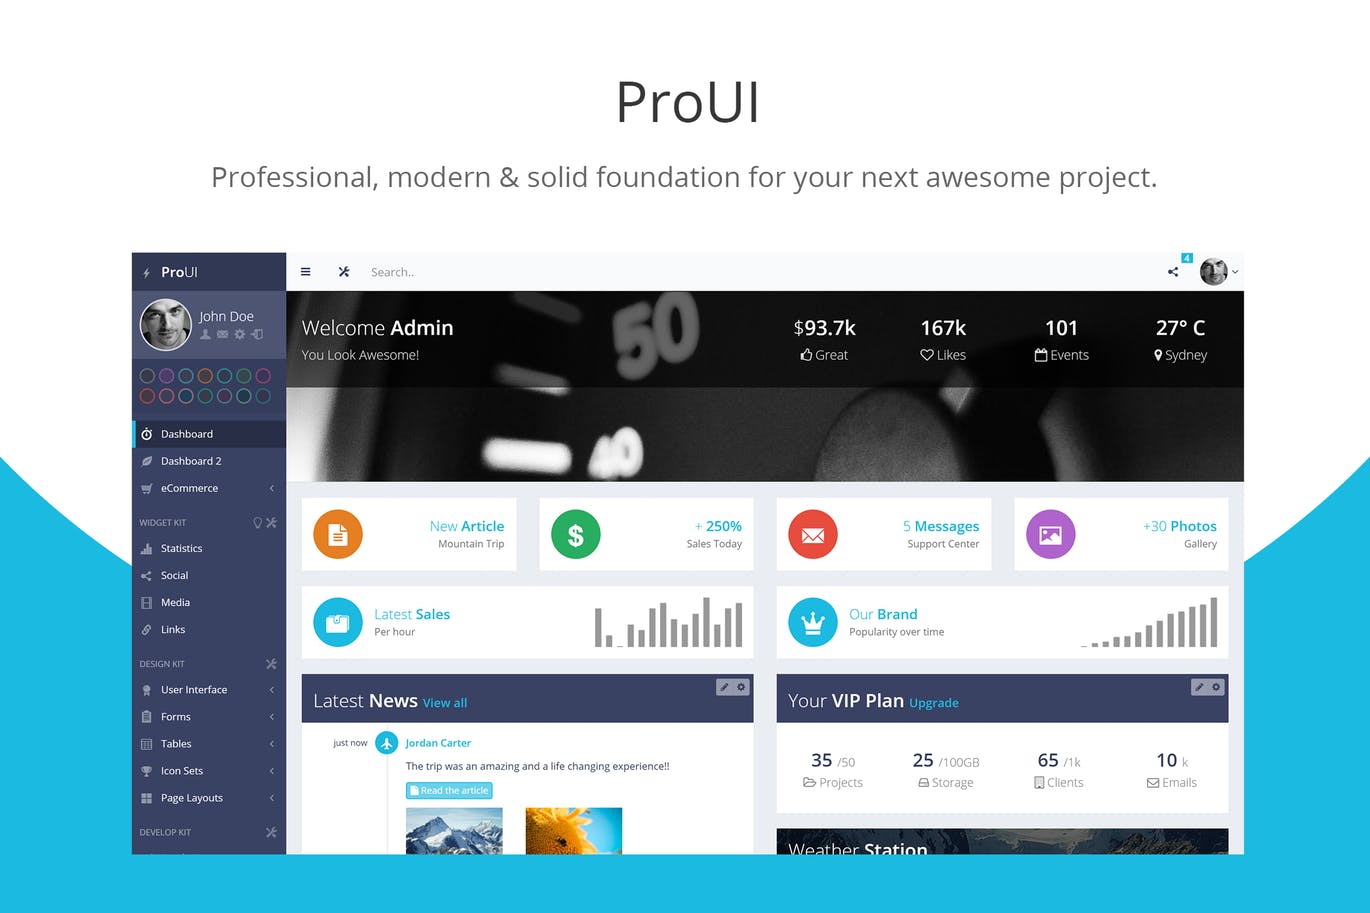 ProUI
Professional, modern & solid foundation for your next awesome project.
ProUI
Search..
4
John Doe
Welcome Admin
You Look Awesome!
$93.7k
Great
167k
Likes
101
Events
27° C
Sydney
50
40
Dashboard
Dashboard 2
eCommerce
WIDGET KIT
Statistics
Social
Media
Links
DESIGN KIT
User Interface
Forms
Tables
Icon Sets
Page Layouts
DEVELOP KIT
New Article
Mountain Trip
$
+ 250%
Sales Today
5 Messages
Support Center
+30 Photos
Gallery
Latest Sales
Per hour
Our Brand
Popularity over time
Latest News View all
just now
Jordan Carter
The trip was an amazing and a life changing experience!!
Read the article
Your VIP Plan Upgrade
35 /50
Projects
25 /100GB
Storage
65 /1k
Clients
10 k
Emails
Weather Station